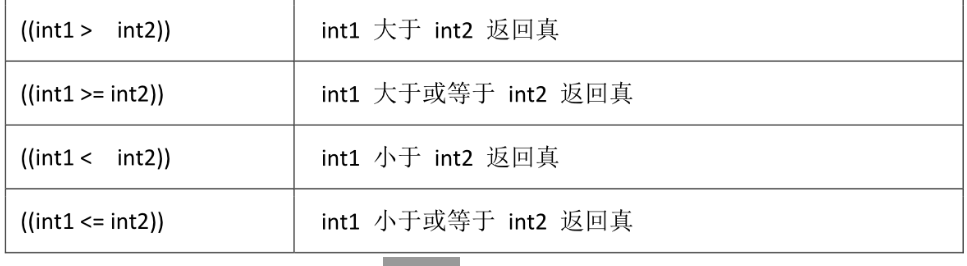 ((int1 > int2)) int1 大于 int2 返回真
((int1 >= int2)) int1 大于或等于 int2 返回真
((int1 < int2)) int1 小于 int2 返回真
((int1 <= int2)) int1 小于或等于 int2 返回真